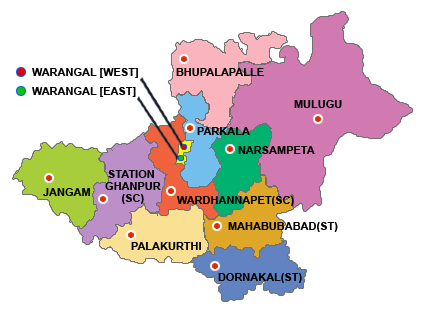 BHUPALAPALLE
WARANGAL [WEST]
WARANGAL [EAST]
MULUGU
PARKALA
NARSAMPETA
STATION
GHANPUR
(SC)
JANGAM
WARDHANNAPET(SC)
MAHABUBABAD(ST)
PALAKURTHI
DORNAKAL(ST)